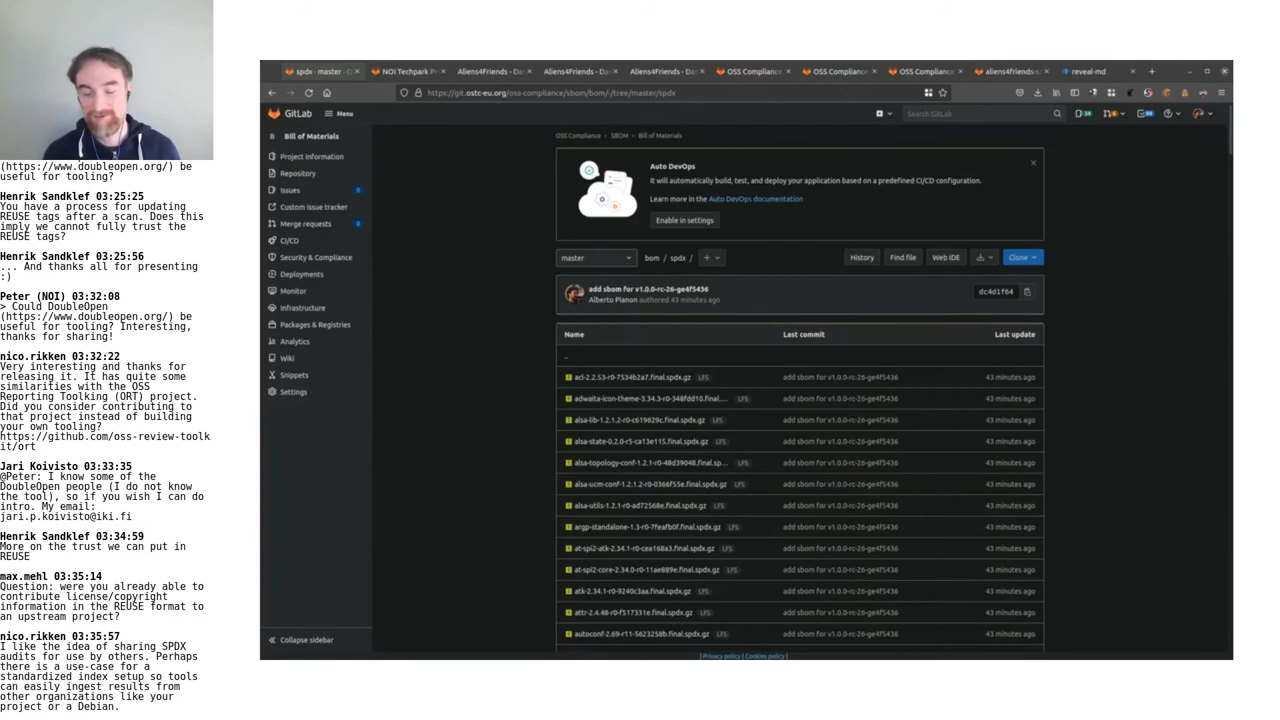 (https://www.doubleopen.org/) be
useful for tooling?
Henrik Sandklef 03:25:25
You have a process for updating
REUSE tags after a scan. Does this
imply we cannot fully trust the
REUSE tags?
Henrik Sandklef 03:25:56
... And thanks all for presenting
:)
Peter (NOI) 03:32:08
> Could DoubleOpen
(https://www.doubleopen.org/) be
useful for tooling? Interesting,
thanks for sharing!
nico.rikken 03:32:22
Very interesting and thanks for
releasing it. It has quite some
similarities with the OSS
Reporting Toolking (ORT) project.
Did you consider contributing to
that project instead of building
your own tooling?
https://github.com/oss-review-toolk
it/ort
Jari Koivisto 03:33:35
@Peter: I know some of the
DoubleOpen people (I do not know
the tool), so if you wish I can do
intro. My email:
jari.p.koivisto@iki.fi
Henrik Sandklef 03:34:59
More on the trust we can put in
REUSE
max.mehl 03:35:14
Question: were you already able to
contribute license/copyright
information in the REUSE format to
an upstream project?
nico.rikken 03:35:57
I like the idea of sharing SPDX
audits for use by others. Perhaps
there is a use-case for a
standardized index setup so tools
can easily ingest results from
other organizations like your
project or a Debian.
spdx · master ·
NOI Techpark
Aliens4Friends - Da
Aliens4Friends - Da
Aliens4Friends - Da
OSS Compliance
OSS Compliance
OSS Compliance
aliens4friends-s
reveal-md
https://git.ostc-eu.org/oss-compliance/sbom/bom/-/tree/master/spdx
GitLab
Menu
Search GitLab
B Bill of Materials
Project information
Repository
Issues 0
Custom issue tracker
Merge requests 0
CI/CD
Security & Compliance
Deployments
Monitor
Infrastructure
Packages & Registries
Analytics
Wiki
Snippets
Settings
Collapse sidebar
OSS Compliance > SBOM > Bill of Materials
Auto DevOps
It will automatically build, test, and deploy your application based on a predefined CI/CD configuration.
Learn more in the Auto DevOps documentation
Enable in settings
master
bom / spdx /
History
Find file
Web IDE
Clone
add sbom for v1.0.0-rc-26-ge4f5436
Alberto Pianon authored 43 minutes ago
dc4d1f64
Name Last commit Last update
..
acl-2.2.53-r0-7534b2a7.final.spdx.gz LFS add sbom for v1.0.0-rc-26-ge4f5436 43 minutes ago
adwaita-icon-theme-3.34.3-r0-348fdd10.final.... LFS add sbom for v1.0.0-rc-26-ge4f5436 43 minutes ago
alsa-lib-1.2.1.2-r0-c619629c.final.spdx.gz LFS add sbom for v1.0.0-rc-26-ge4f5436 43 minutes ago
alsa-state-0.2.0-r5-ca13e115.final.spdx.gz LFS add sbom for v1.0.0-rc-26-ge4f5436 43 minutes ago
alsa-topology-conf-1.2.1-r0-48d39048.final.sp... LFS add sbom for v1.0.0-rc-26-ge4f5436 43 minutes ago
alsa-ucm-conf-1.2.1.2-r0-0366f55e.final.spdx.gz LFS add sbom for v1.0.0-rc-26-ge4f5436 43 minutes ago
alsa-utils-1.2.1-r0-ad72568e.final.spdx.gz LFS add sbom for v1.0.0-rc-26-ge4f5436 43 minutes ago
argp-standalone-1.3-r0-7feafb0f.final.spdx.gz LFS add sbom for v1.0.0-rc-26-ge4f5436 43 minutes ago
at-spi2-atk-2.34.1-r0-cea168a3.final.spdx.gz LFS add sbom for v1.0.0-rc-26-ge4f5436 43 minutes ago
at-spi2-core-2.34.0-r0-11ae889e.final.spdx.gz LFS add sbom for v1.0.0-rc-26-ge4f5436 43 minutes ago
atk-2.34.1-r0-9240c3aa.final.spdx.gz LFS add sbom for v1.0.0-rc-26-ge4f5436 43 minutes ago
attr-2.4.48-r0-f517331e.final.spdx.gz LFS add sbom for v1.0.0-rc-26-ge4f5436 43 minutes ago
autoconf-2.69-r11-5623258b.final.spdx.gz LFS add sbom for v1.0.0-rc-26-ge4f5436 43 minutes ago
| Privacy policy | Cookies policy |